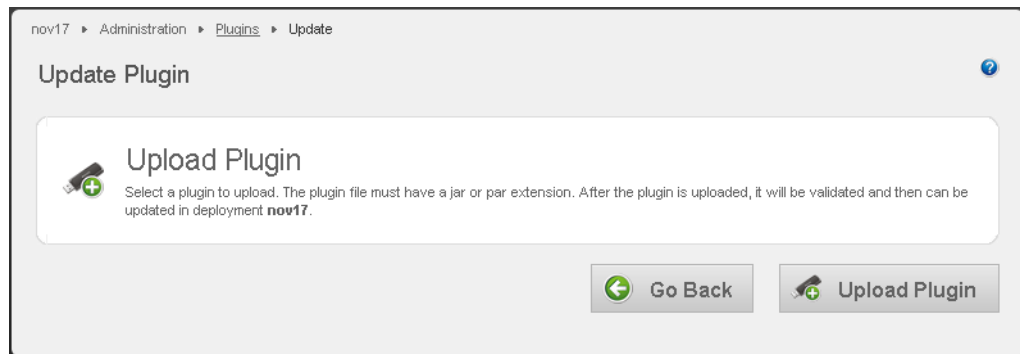 nov17 ▸ Administration ▸ Plugins ▸ Update
Update Plugin
?
Upload Plugin
Select a plugin to upload. The plugin file must have a jar or par extension. After the plugin is uploaded, it will be validated and then can be
updated in deployment nov17.
Go Back
Upload Plugin